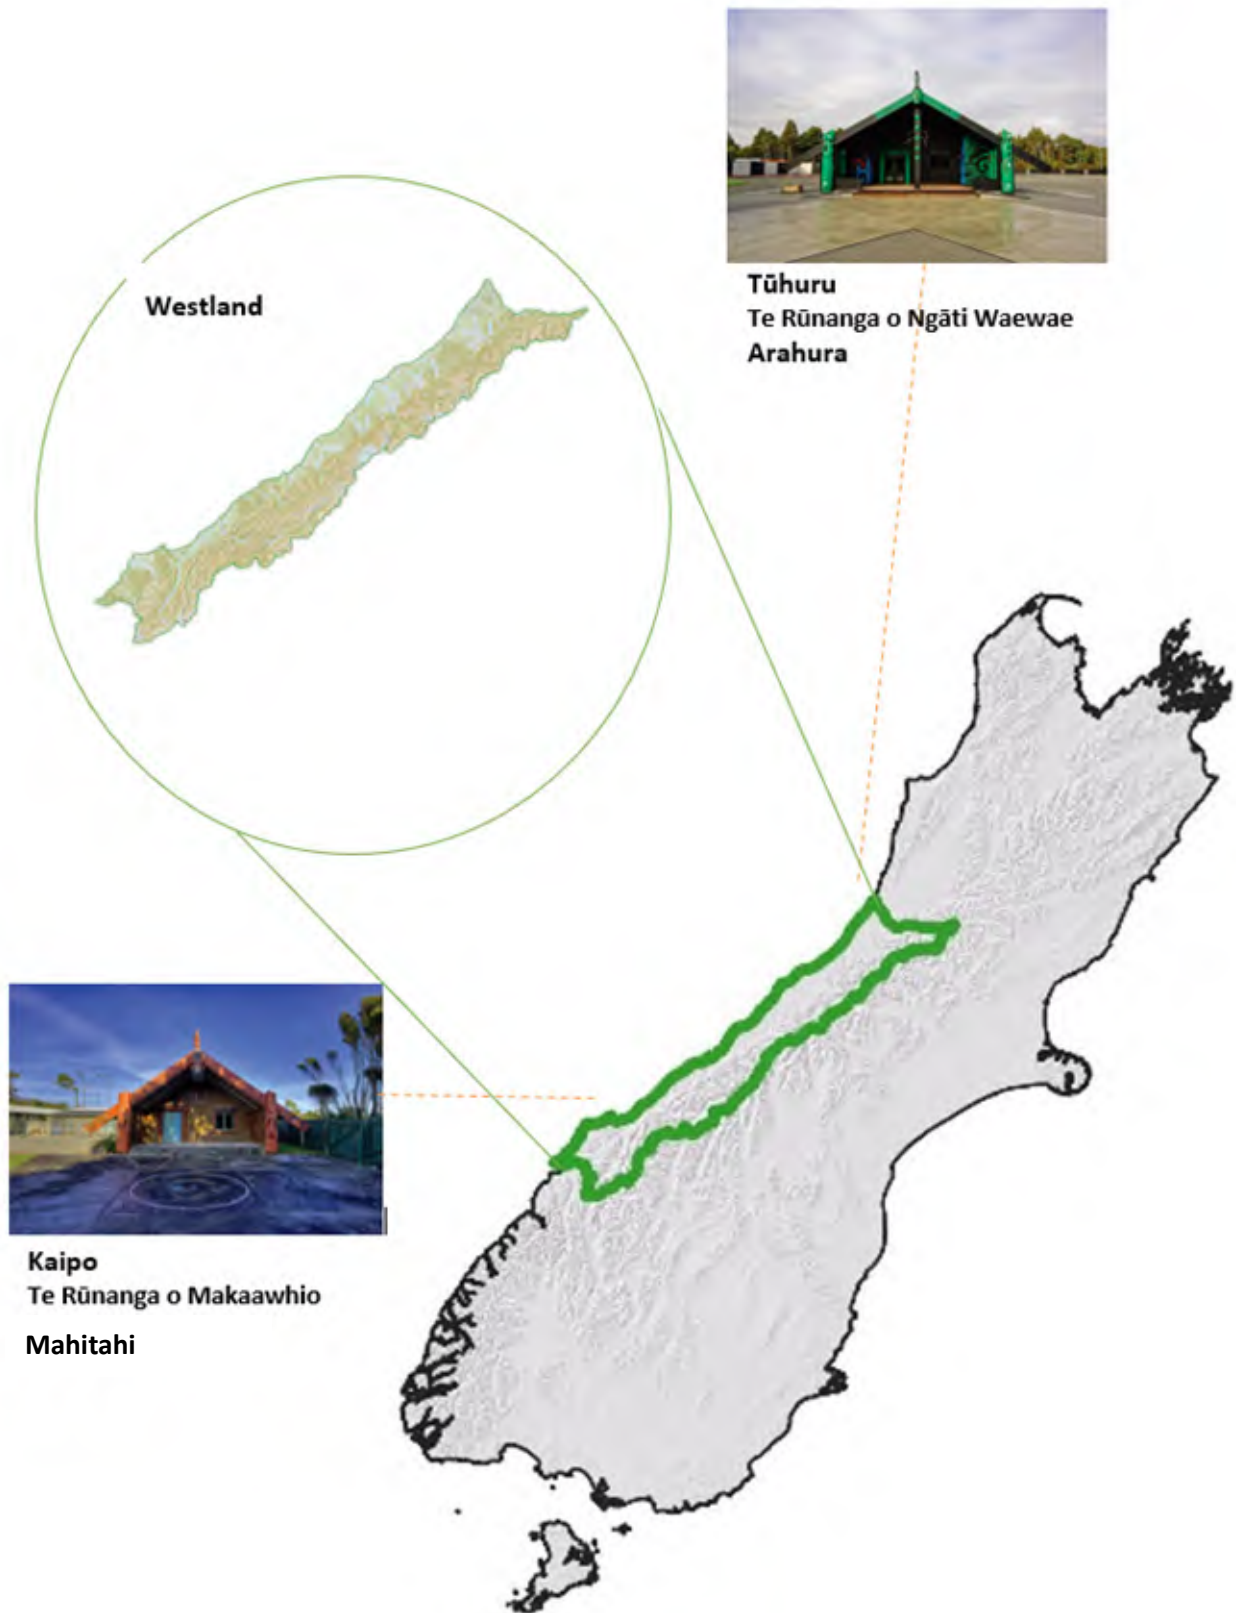 Westland
Tūhuru
Te Rūnanga o Ngāti Waewae
Arahura
Kaipo
Te Rūnanga o Makaawhio
Mahitahi